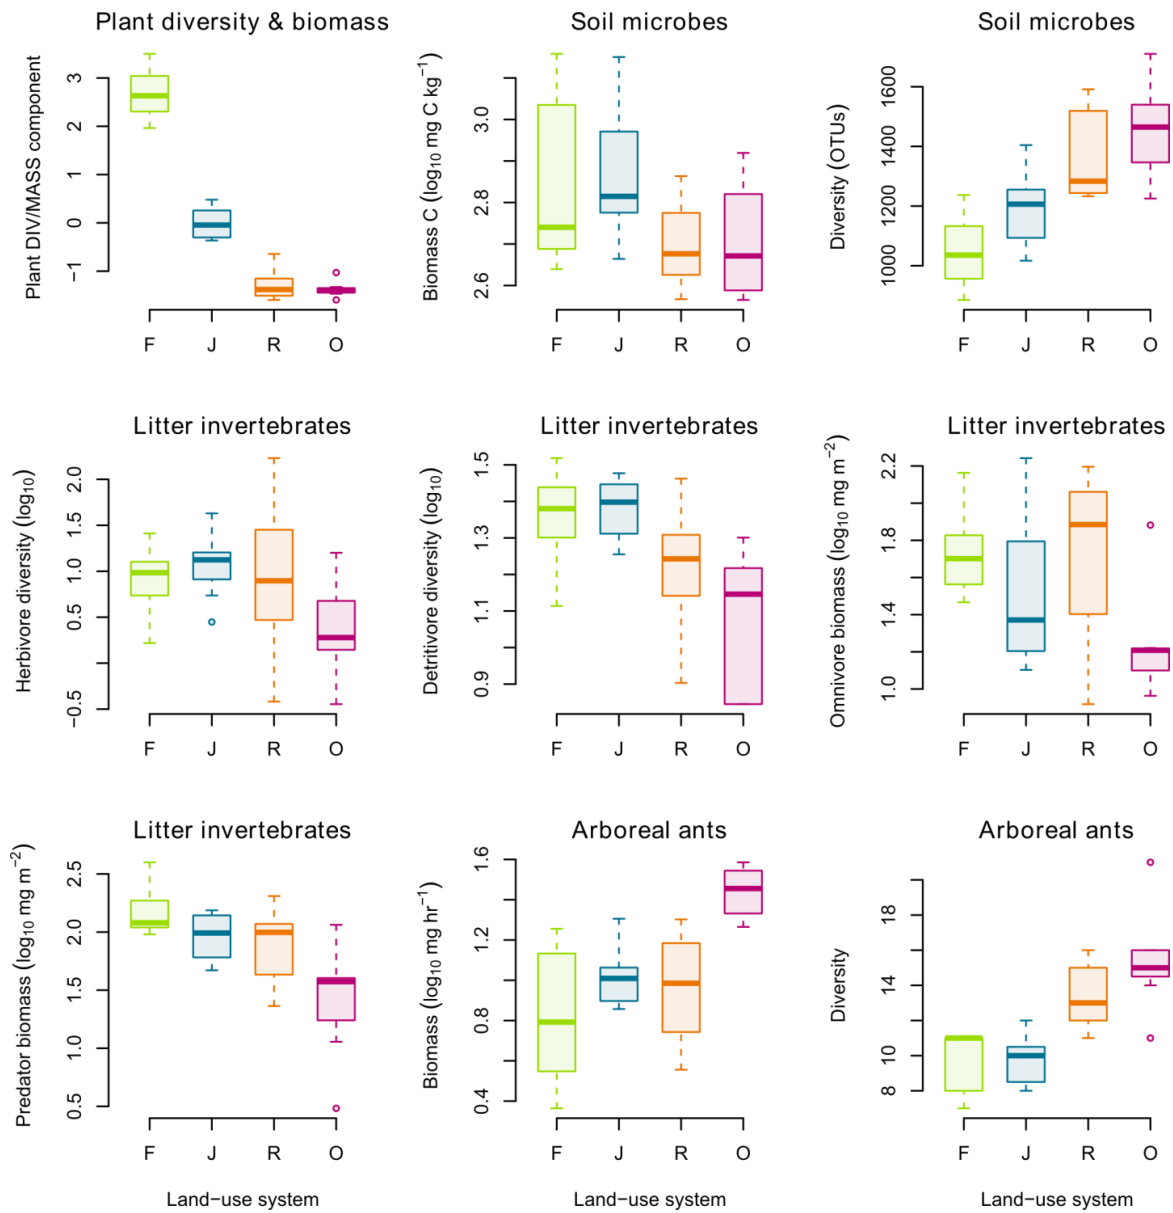 Plant diversity & biomass
Plant DIV/MASS component
3
2
0
−1
F J R O
Soil microbes
Biomass C (log₁₀ mg C kg⁻¹)
3.0
2.8
2.6
F J R O
Soil microbes
Diversity (OTUs)
1600
1400
1200
1000
F J R O
Litter invertebrates
Herbivore diversity (log₁₀)
2.0
1.5
1.0
0.5
−0.5
F J R O
Litter invertebrates
Detritivore diversity (log₁₀)
1.5
1.3
1.1
0.9
F J R O
Litter invertebrates
Omnivore biomass (log₁₀ mg m⁻²)
2.2
1.8
1.4
1.0
F J R O
Litter invertebrates
Predator biomass (log₁₀ mg m⁻²)
2.5
2.0
1.5
1.0
0.5
F J R O
Land−use system
Arboreal ants
Biomass (log₁₀ mg hr⁻¹)
1.6
1.2
0.8
0.4
F J R O
Land−use system
Arboreal ants
Diversity
18
14
10
8
F J R O
Land−use system